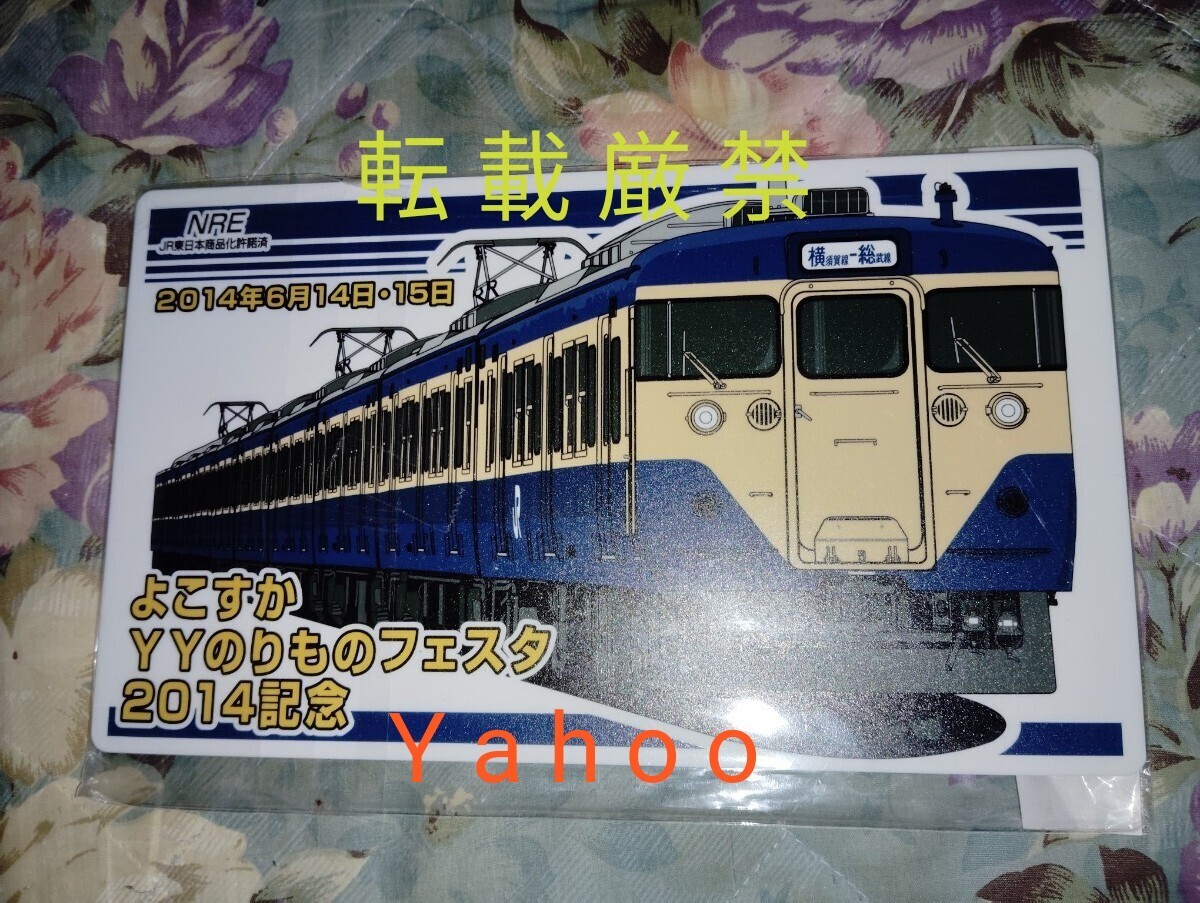 転載厳禁
NRE
JR東日本商品化許諾済
2014年6月14日・15日
横須賀線-総武線
JR
よこすか
YYのりものフェスタ
2014記念
Yahoo